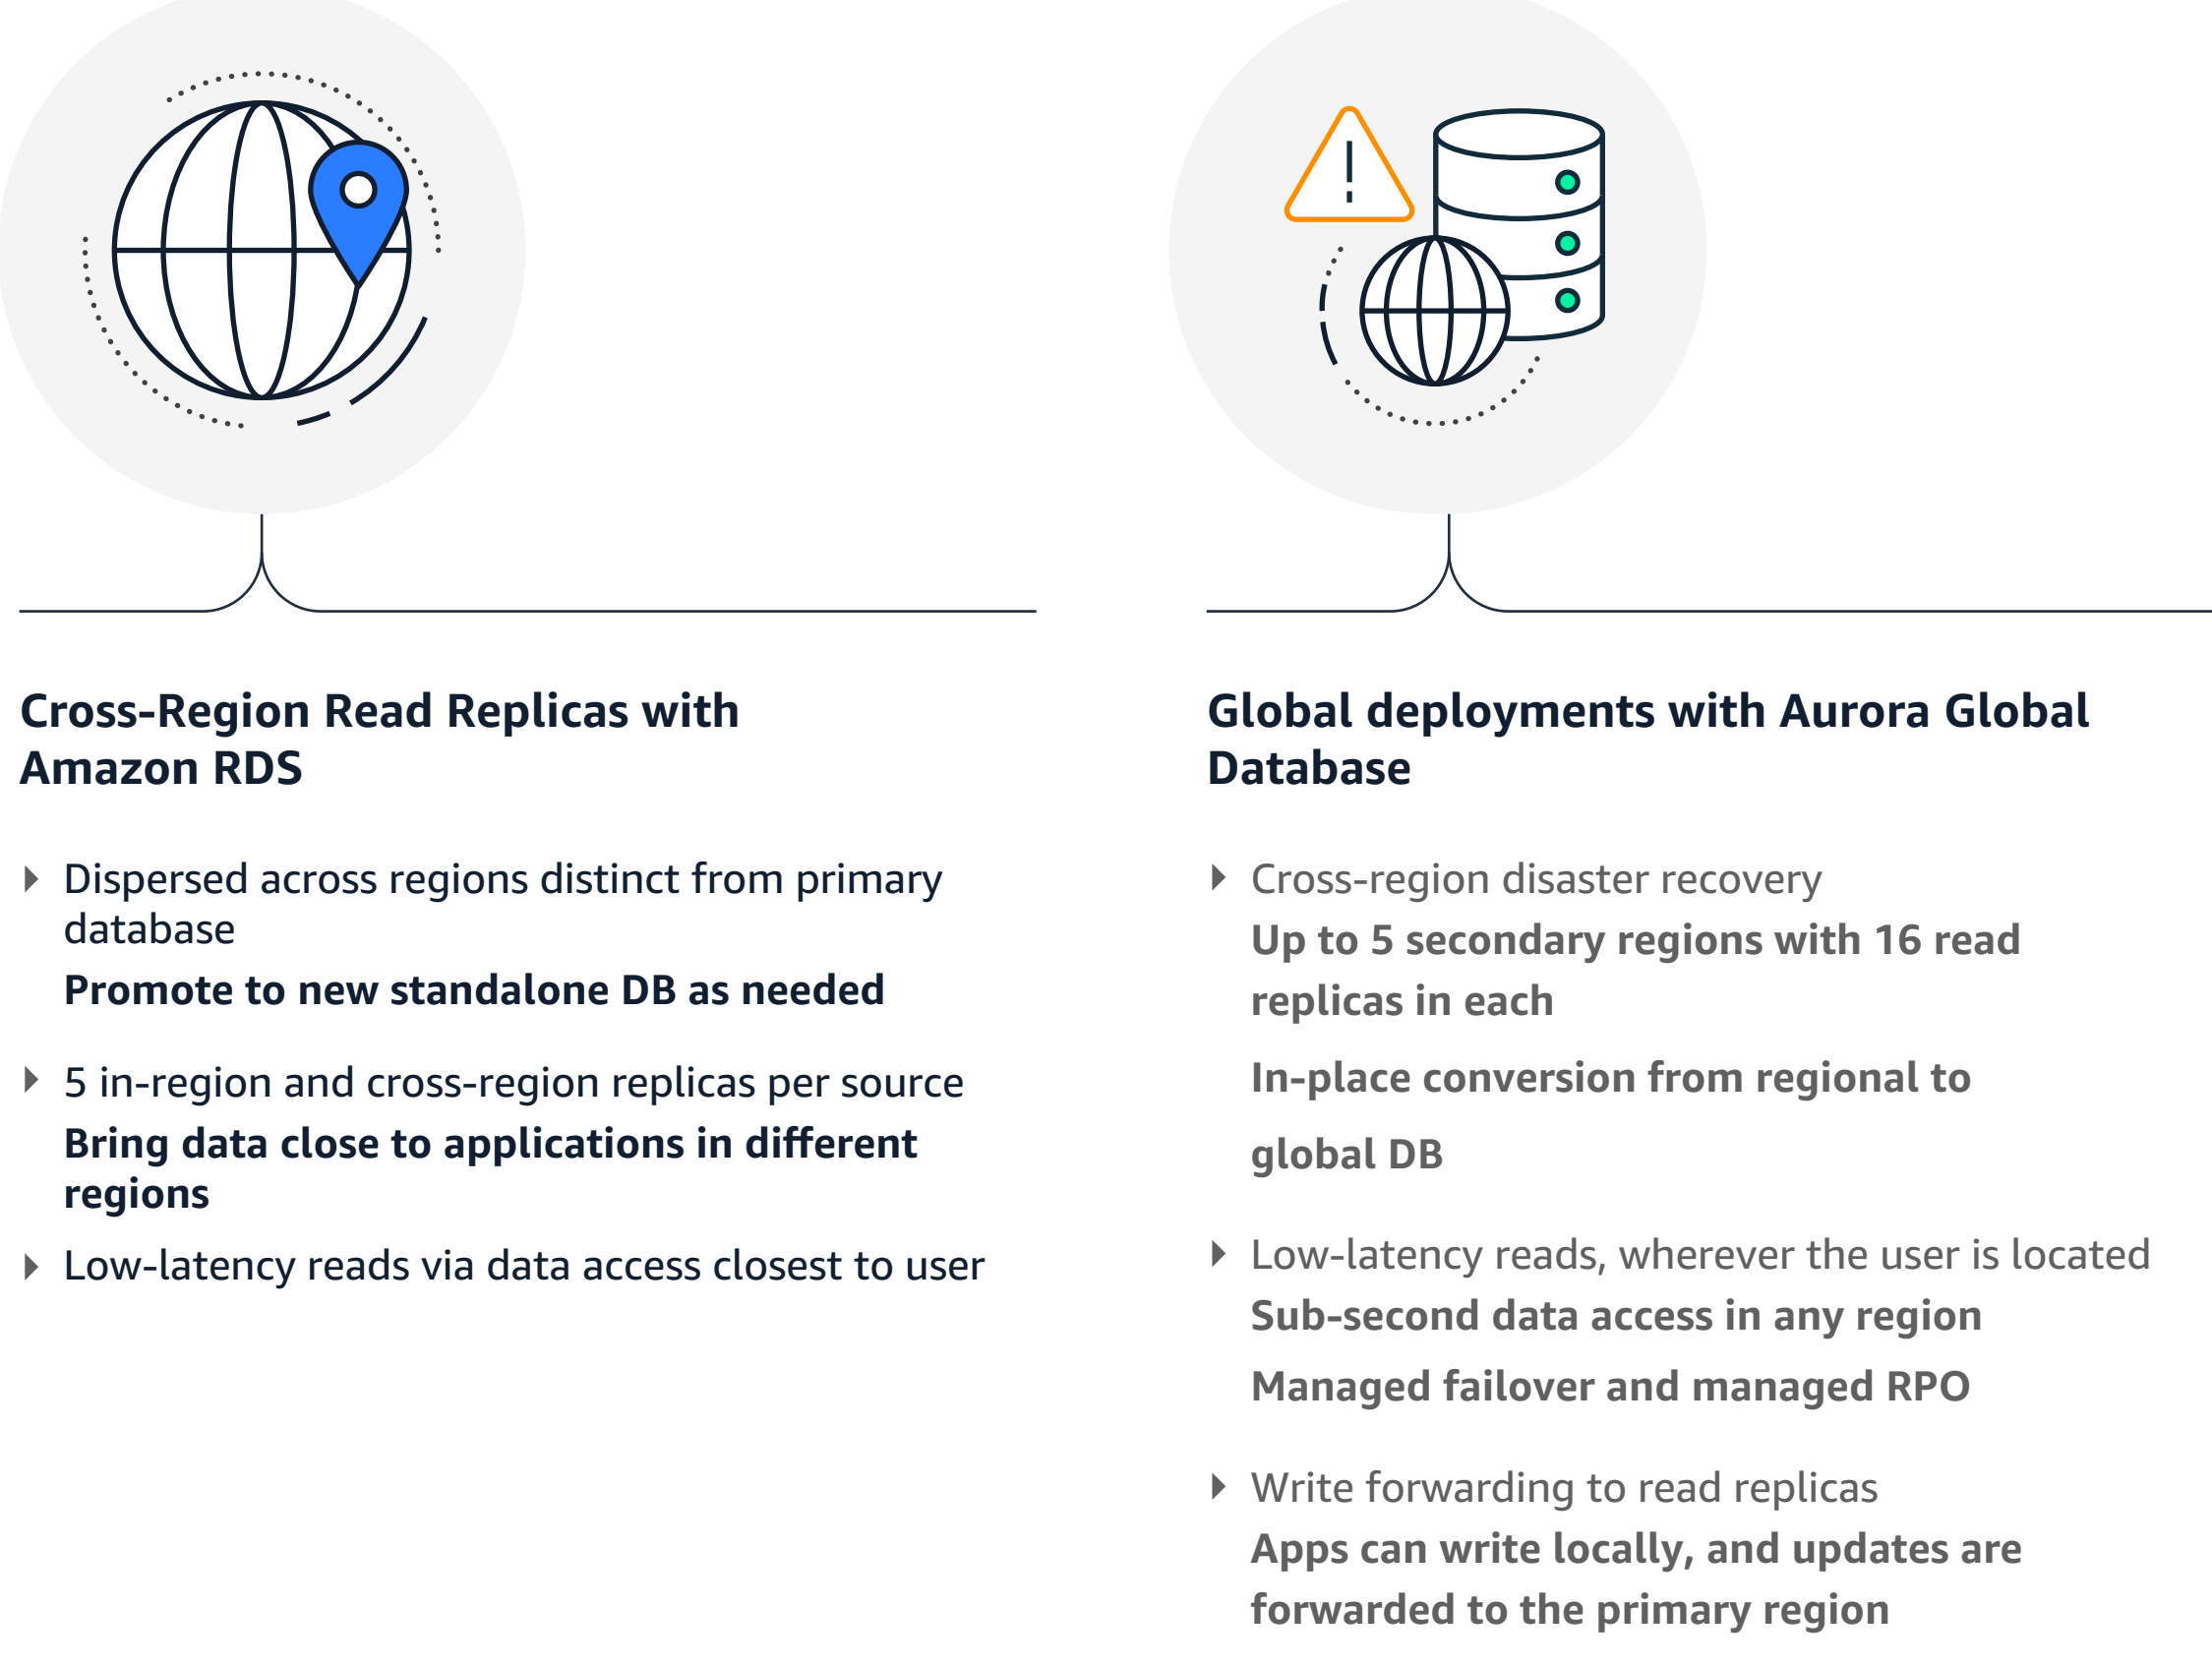 Cross-Region Read Replicas with
Amazon RDS
Dispersed across regions distinct from primary
database
Promote to new standalone DB as needed
5 in-region and cross-region replicas per source
Bring data close to applications in different
regions
Low-latency reads via data access closest to user
Global deployments with Aurora Global
Database
Cross-region disaster recovery
Up to 5 secondary regions with 16 read
replicas in each
In-place conversion from regional to
global DB
Low-latency reads, wherever the user is located
Sub-second data access in any region
Managed failover and managed RPO
Write forwarding to read replicas
Apps can write locally, and updates are
forwarded to the primary region